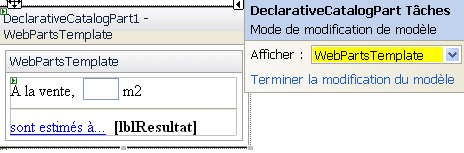 DeclarativeCatalogPart1 -
WebPartsTemplate
WebPartsTemplate
A la vente, m2
sont estimés à... [lblResultat]
DeclarativeCatalogPart Tâches
Mode de modification de modèle
Afficher : WebPartsTemplate
Terminer la modification du modèle